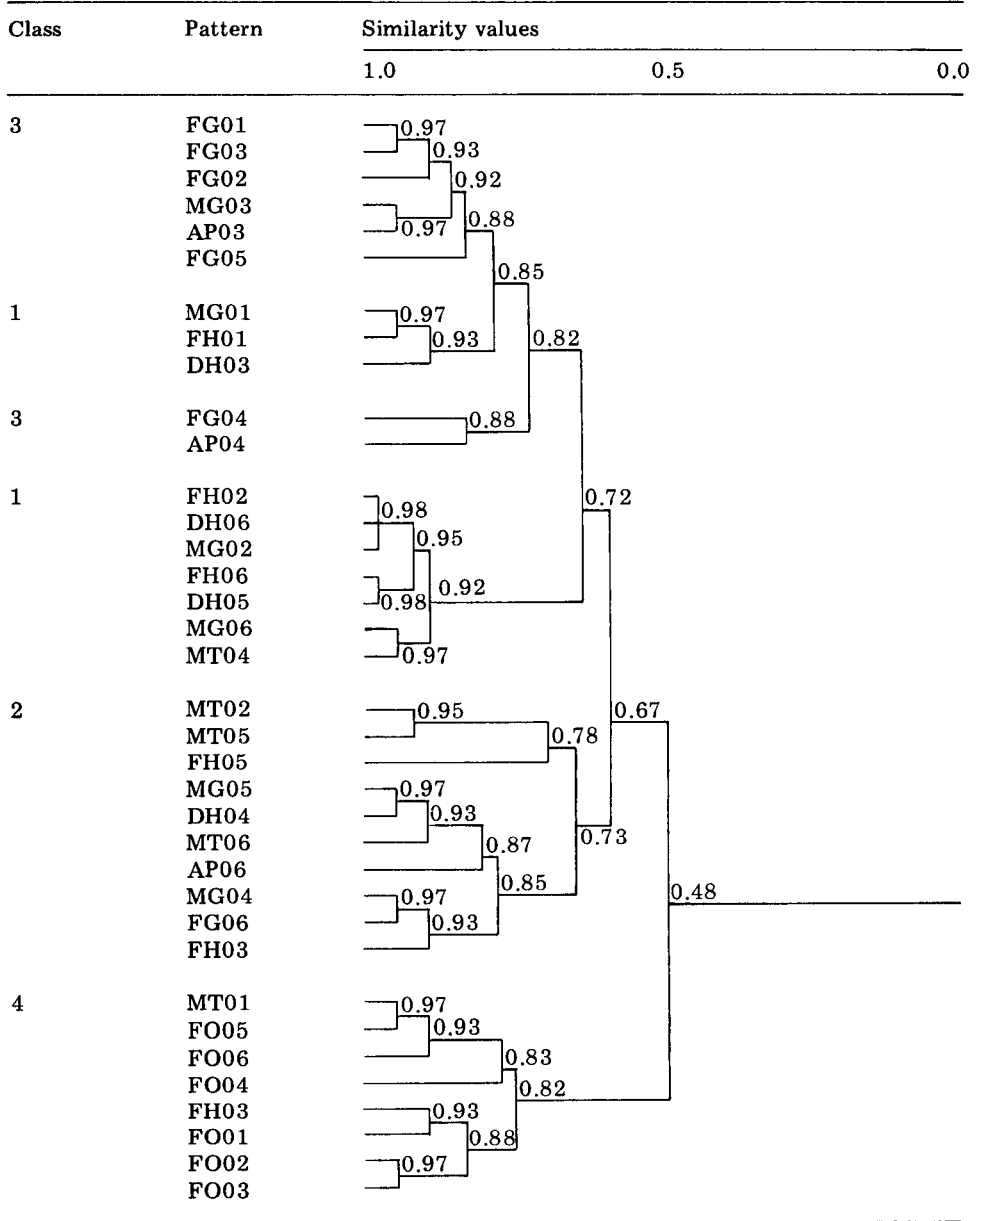 Class Pattern Similarity values
1.0 0.5 0.0
3 FG01 0.97
FG03 0.93
FG02 0.92
MG03
AP03 0.97 0.88
FG05
0.85
1 MG01 0.97
FH01 0.93 0.82
DH03
3 FG04 0.88
AP04
1 FH02 0.72
DH06 0.98
MG02 0.95
FH06
DH05 0.98 0.92
MG06
MT04 0.97
2 MT02 0.95 0.67
MT05 0.78
FH05
MG05 0.97
DH04 0.93
MT06 0.87 0.73
AP06
MG04 0.97 0.85 0.48
FG06 0.93
FH03
4 MT01 0.97
FO05 0.93
FO06 0.83
FO04 0.82
FH03 0.93
FO01 0.88
FO02 0.97
FO03